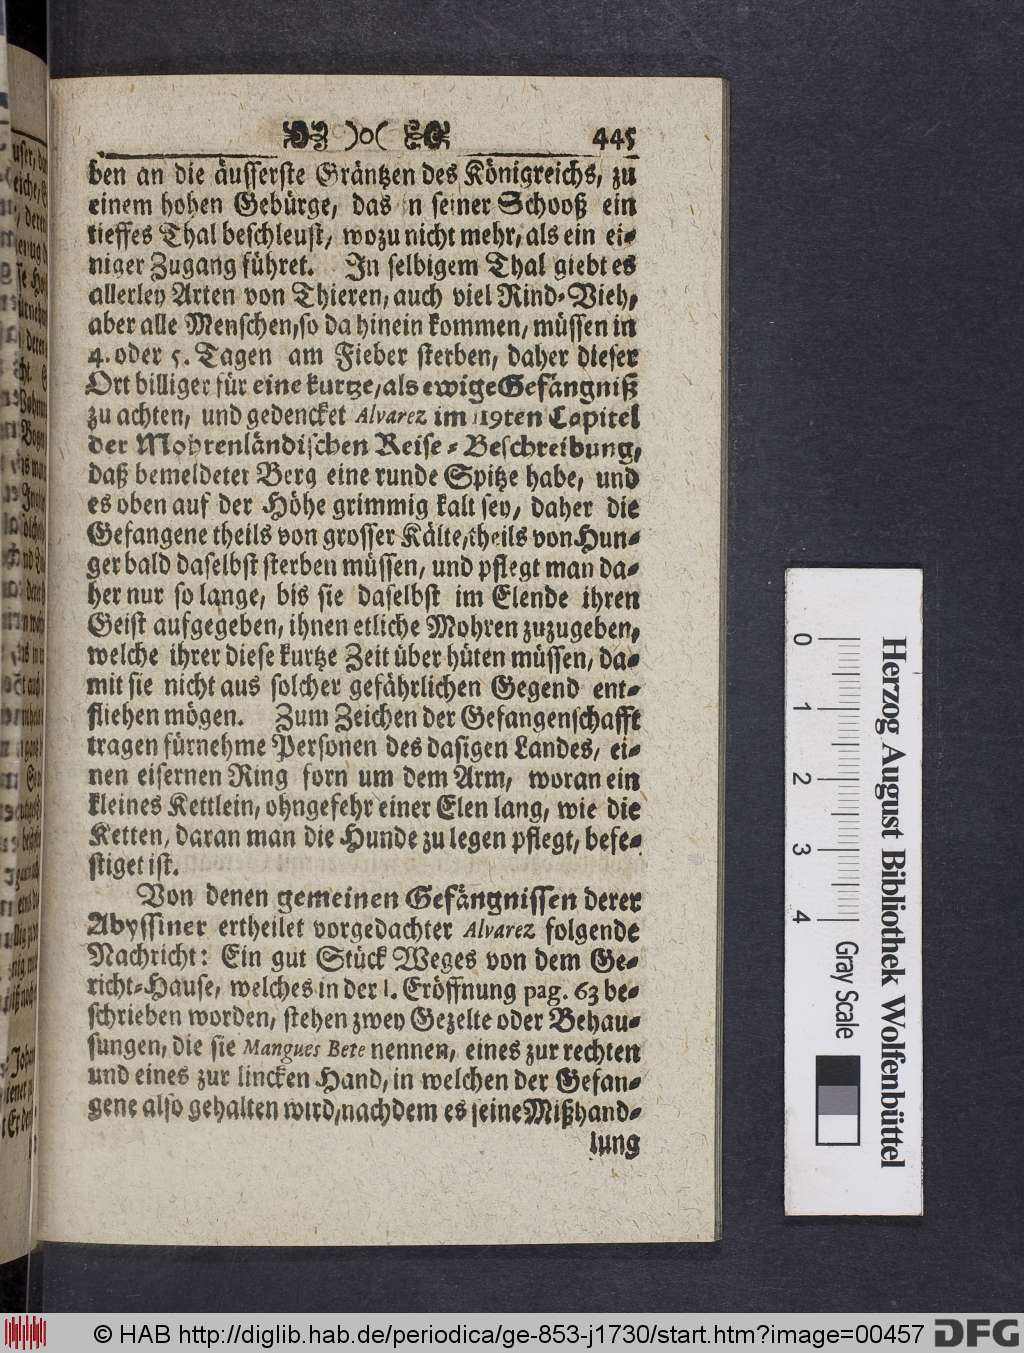 )o( 445
ben an die äusserste Gräntzen des Königreichs, zu
einem hohen Gebürge, das in seiner Schooß ein
tieffes Thal beschleust, wozu nicht mehr, als ein ei-
niger Zugang führet. In selbigem Thal giebt es
allerley Arten von Thieren, auch viel Rind-Vieh,
aber alle Menschen, so da hinein kommen, müssen in
4. oder 5. Tagen am Fieber sterben, daher dieser
Ort billiger für eine kurtze, als ewige Gefängniß
zu achten, und gedencket Alvarez im 119ten Capitel
der Mohrenländischen Reise-Beschreibung,
daß bemeldeter Berg eine runde Spitze habe, und
es oben auf der Höhe grimmig kalt sey, daher die
Gefangene theils von grosser Kälte, theils von Hun-
ger bald daselbst sterben müssen, und pflegt man da-
her nur so lange, bis sie daselbst im Elende ihren
Geist aufgegeben, ihnen etliche Mohren zuzugeben,
welche ihrer diese kurtze Zeit über hüten müssen, da-
mit sie nicht aus solcher gefährlichen Gegend ent-
fliehen mögen. Zum Zeichen der Gefangenschafft
tragen fürnehme Personen des dasigen Landes, ei-
nen eisernen Ring forn um dem Arm, woran ein
kleines Kettlein, ohngefehr einer Elen lang, wie die
Ketten, daran man die Hunde zu legen pflegt, befe-
stiget ist.
Von denen gemeinen Gefängnissen derer
Abyssiner ertheilet vorgedachter Alvarez folgende
Nachricht: Ein gut Stück Weges von dem Ge-
richt-Hause, welches in der I. Eröffnung pag. 63 be-
schrieben worden, stehen zwey Gezelte oder Behau-
sungen, die sie Mangues Bete nennen, eines zur rechten
und eines zur lincken Hand, in welchen der Gefan-
gene also gehalten wird, nachdem es seine Mißhand-
lung
Herzog August Bibliothek Wolfenbüttel
0 1 2 3 4 Gray Scale
© HAB http://diglib.hab.de/periodica/ge-853-j1730/start.htm?image=00457 DFG